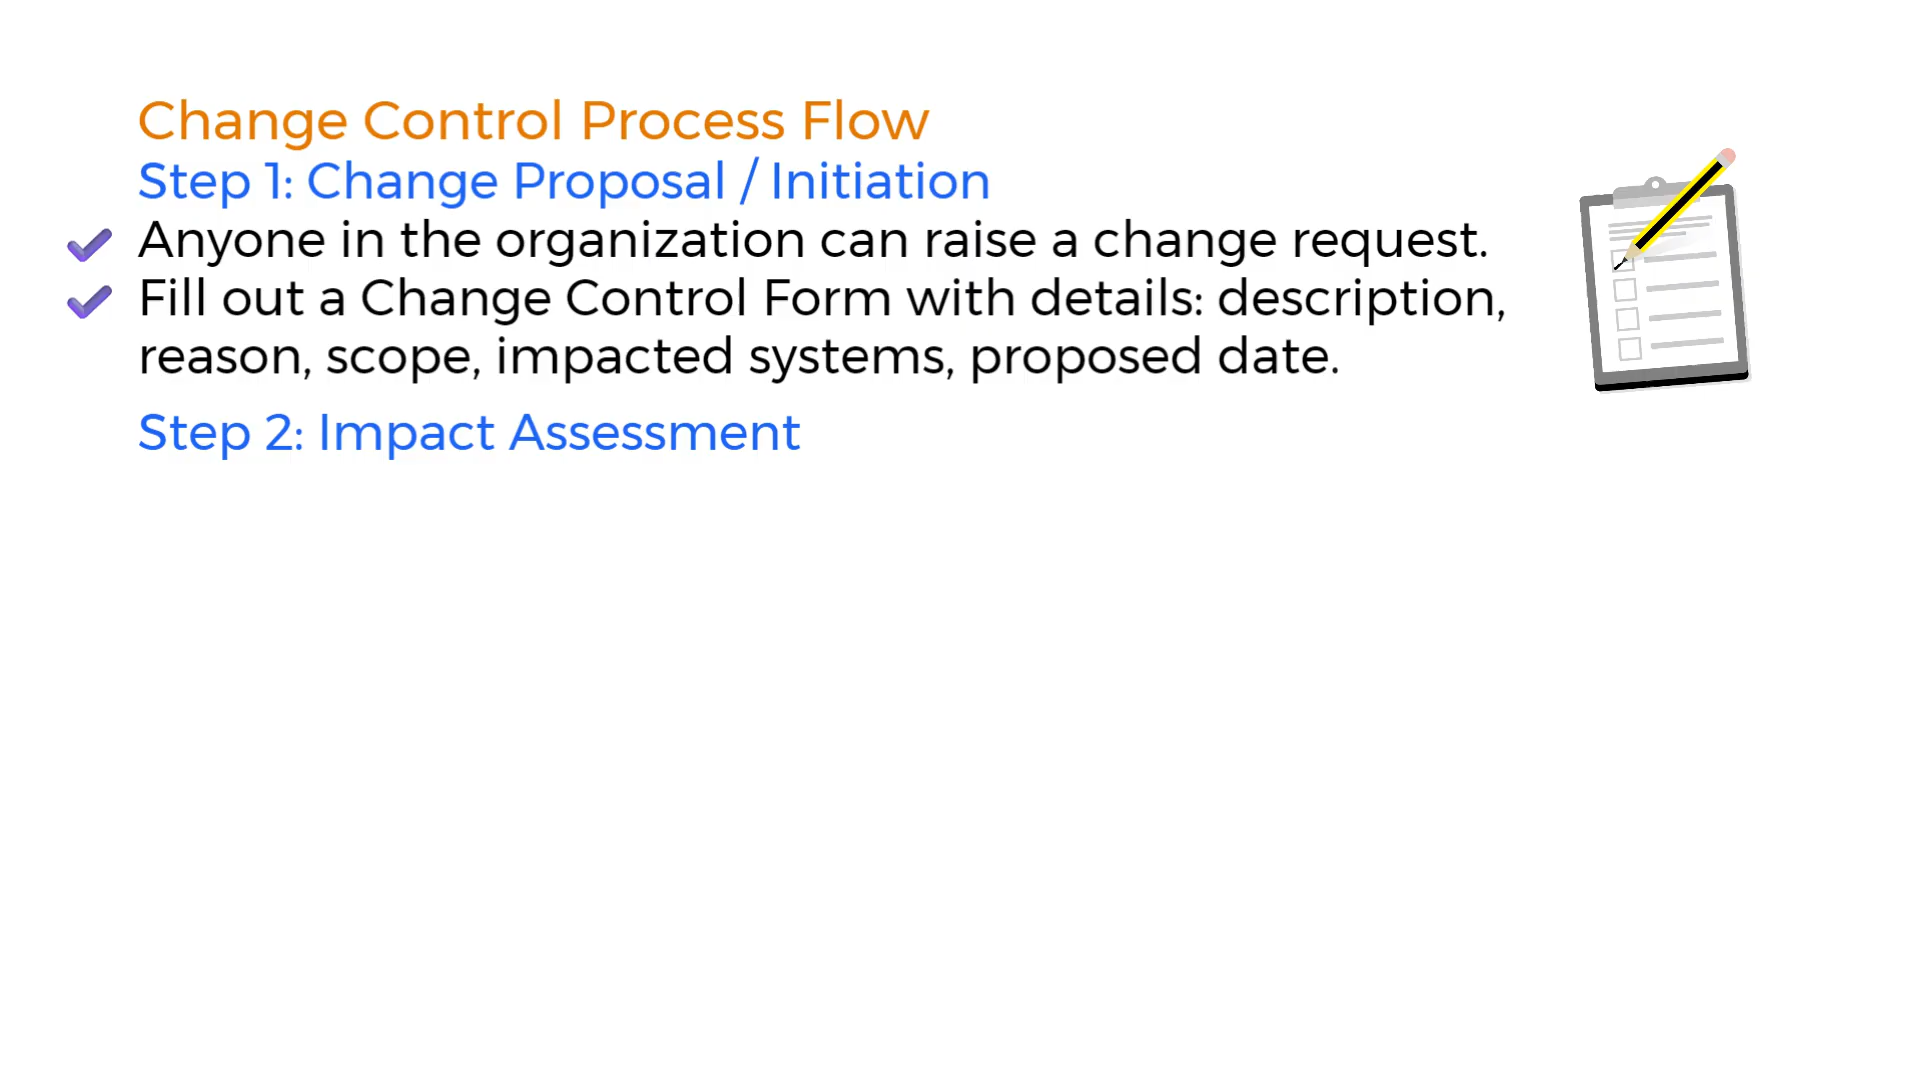 Change Control Process Flow
Step 1: Change Proposal / Initiation
Anyone in the organization can raise a change request.
Fill out a Change Control Form with details: description,
reason, scope, impacted systems, proposed date.
Step 2: Impact Assessment